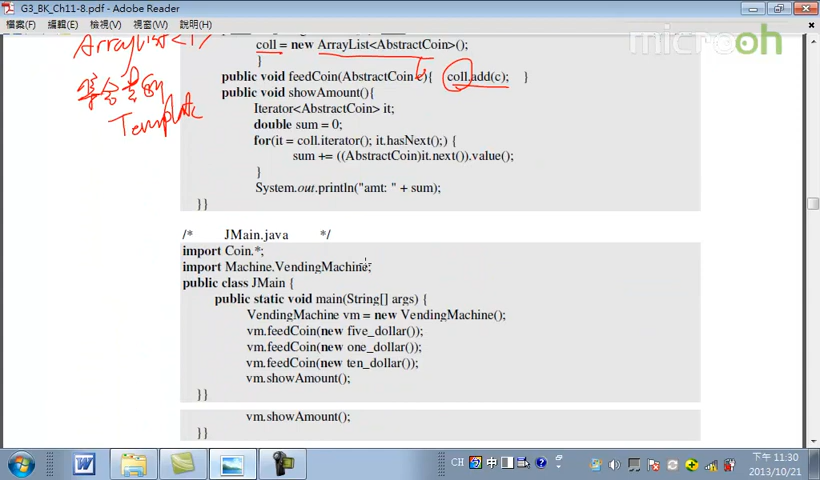 G3_BK_Ch11-8.pdf - Adobe Reader
檔案(F) 編輯(E) 檢視(V) 視窗(W) 說明(H)
microoh
ArrayList<T>
集合類的
Template
coll = new ArrayList<AbstractCoin>();
}
public void feedCoin(AbstractCoin c){ coll.add(c); }
public void showAmount(){
Iterator<AbstractCoin> it;
double sum = 0;
for(it = coll.iterator(); it.hasNext();) {
sum += ((AbstractCoin)it.next()).value();
}
System.out.println("amt: " + sum);
}}
/* JMain.java */
import Coin.*;
import Machine.VendingMachine;
public class JMain {
public static void main(String[] args) {
VendingMachine vm = new VendingMachine();
vm.feedCoin(new five_dollar());
vm.feedCoin(new one_dollar());
vm.feedCoin(new ten_dollar());
vm.showAmount();
}}
vm.showAmount();
}}
CH 中
下午 11:30
2013/10/21